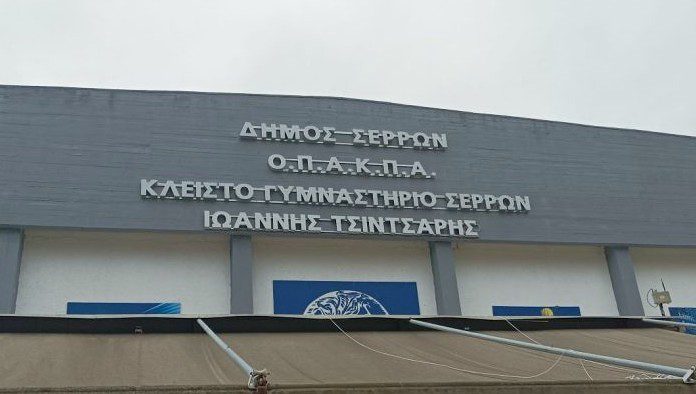 ΔΗΜΟΣ ΣΕΡΡΩΝ
Ο.Π.Α.Κ.Π.Α.
ΚΛΕΙΣΤΟ ΓΥΜΝΑΣΤΗΡΙΟ ΣΕΡΡΩΝ
ΙΩΑΝΝΗΣ ΤΣΙΝΤΣΑΡΗΣ